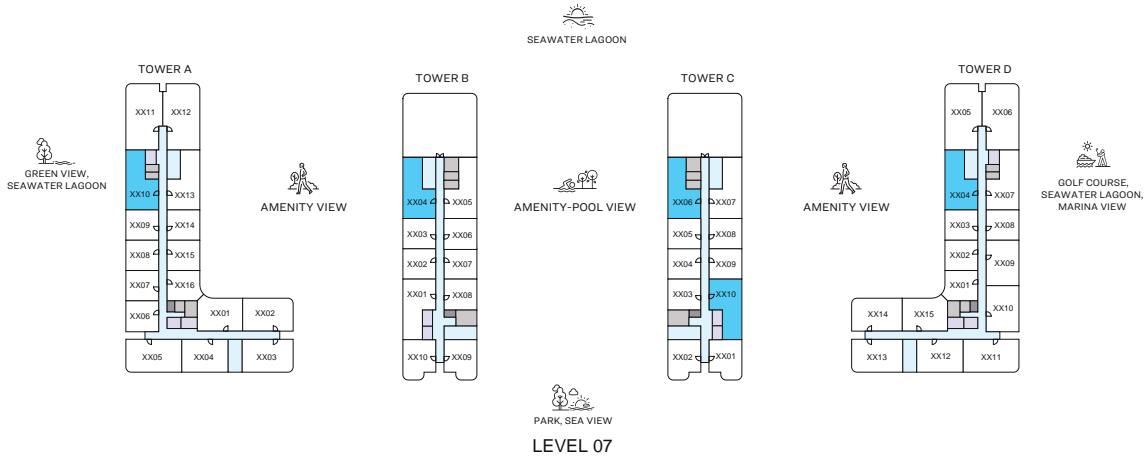 SEAWATER LAGOON
TOWER A
TOWER B
TOWER C
TOWER D
XX11
XX12
XX10
XX13
XX09
XX14
XX08
XX15
XX07
XX16
XX06
XX01
XX02
XX05
XX04
XX03
GREEN VIEW,
SEAWATER LAGOON
AMENITY VIEW
XX04
XX05
XX03
XX06
XX02
XX07
XX01
XX08
XX10
XX09
AMENITY-POOL VIEW
XX06
XX07
XX05
XX08
XX04
XX09
XX03
XX10
XX02
XX01
AMENITY VIEW
XX05
XX06
XX04
XX07
XX03
XX08
XX02
XX09
XX01
XX10
XX14
XX15
XX13
XX12
XX11
GOLF COURSE,
SEAWATER LAGOON,
MARINA VIEW
PARK, SEA VIEW
LEVEL 07